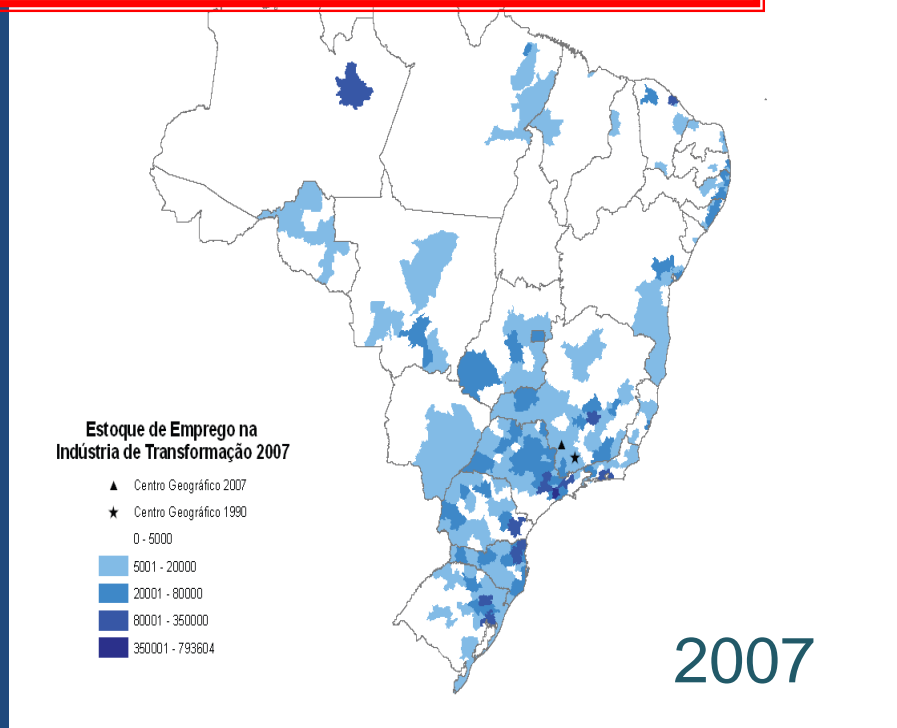 Estoque de Emprego na
Indústria de Transformação 2007
Centro Geográfico 2007
Centro Geográfico 1990
0 - 5000
5001 - 20000
20001 - 80000
80001 - 350000
350001 - 793604
2007